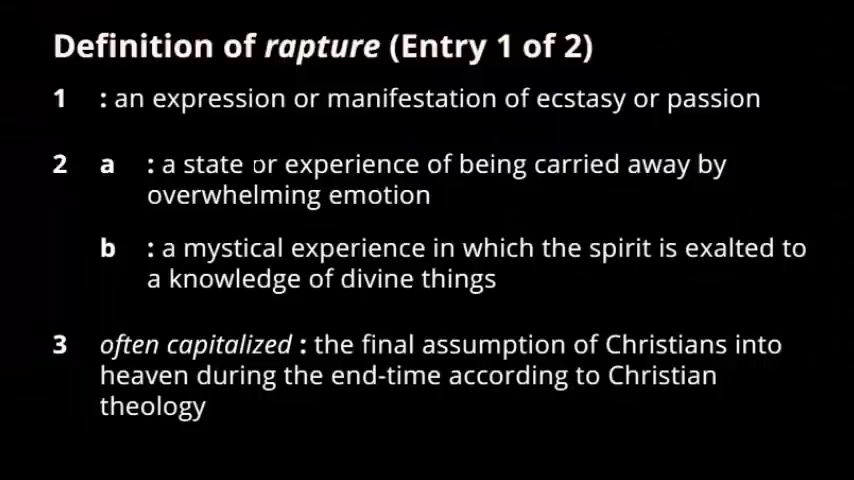 Definition of rapture (Entry 1 of 2)
1 : an expression or manifestation of ecstasy or passion
2 a : a state or experience of being carried away by
overwhelming emotion
b : a mystical experience in which the spirit is exalted to
a knowledge of divine things
3 often capitalized : the final assumption of Christians into
heaven during the end-time according to Christian
theology